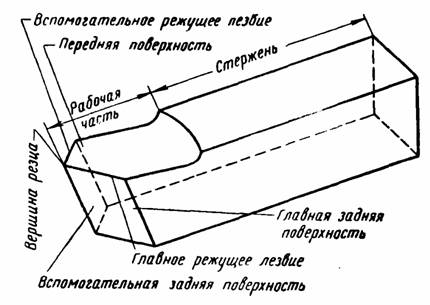 Вспомогательное режущее лезвие
Передняя поверхность
Стержень
Рабочая
часть
Вершина резца
Главная задняя
поверхность
Главное режущее лезвие
Вспомогательная задняя поверхность